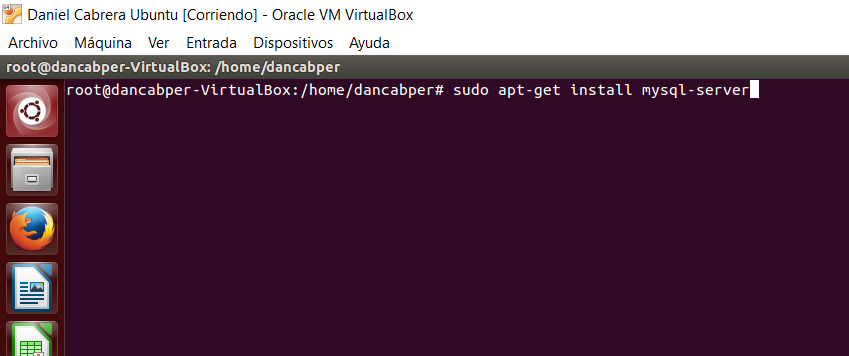 Daniel Cabrera Ubuntu [Corriendo] - Oracle VM VirtualBox
Archivo Máquina Ver Entrada Dispositivos Ayuda
root@dancabper-VirtualBox: /home/dancabper
root@dancabper-VirtualBox:/home/dancabper# sudo apt-get install mysql-server